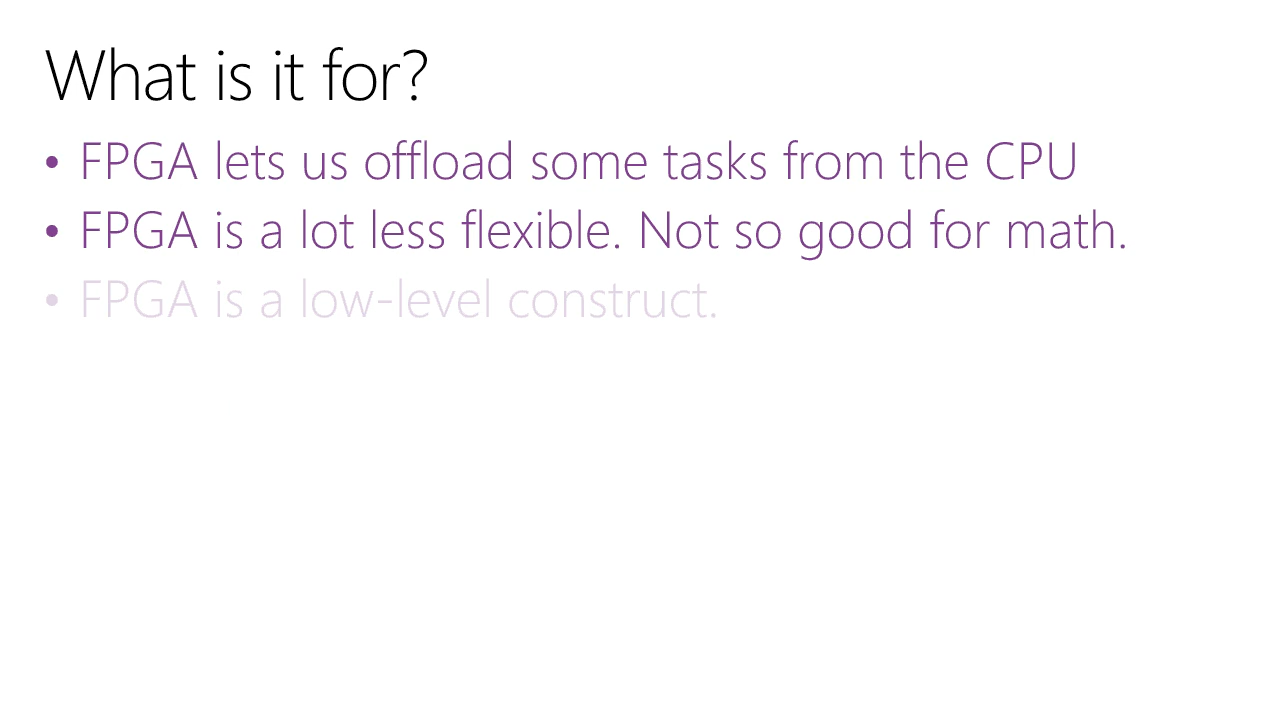 What is it for?
• FPGA lets us offload some tasks from the CPU
• FPGA is a lot less flexible. Not so good for math.
• FPGA is a low-level construct.